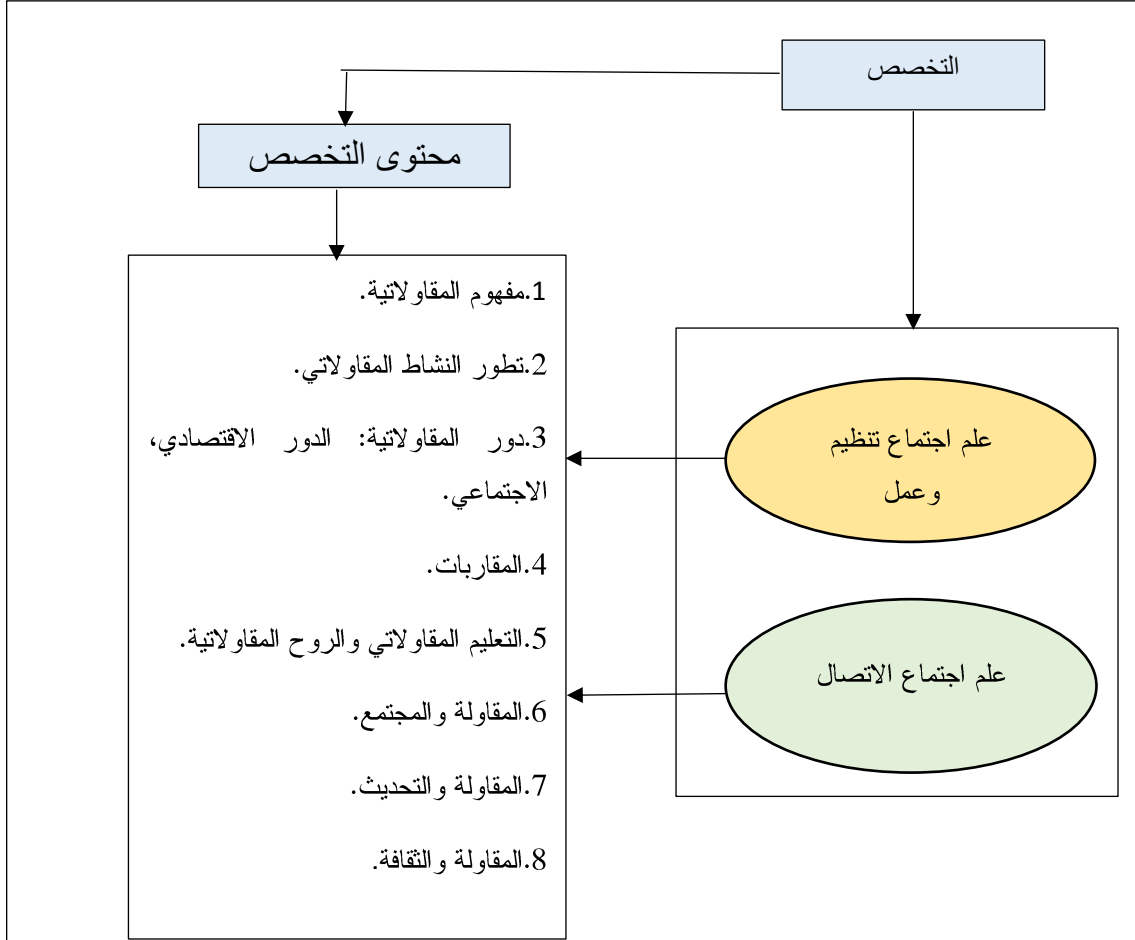 التخصص
محتوى التخصص
1.مفهوم المقاولاتية.
2.تطور النشاط المقاولاتي.
3.دور المقاولاتية: الدور الاقتصادي،
الاجتماعي.
4.المقاربات.
5.التعليم المقاولاتي والروح المقاولاتية.
6.المقاولة والمجتمع.
7.المقاولة والتحديث.
8.المقاولة والثقافة.
علم اجتماع تنظيم
وعمل
علم اجتماع الاتصال